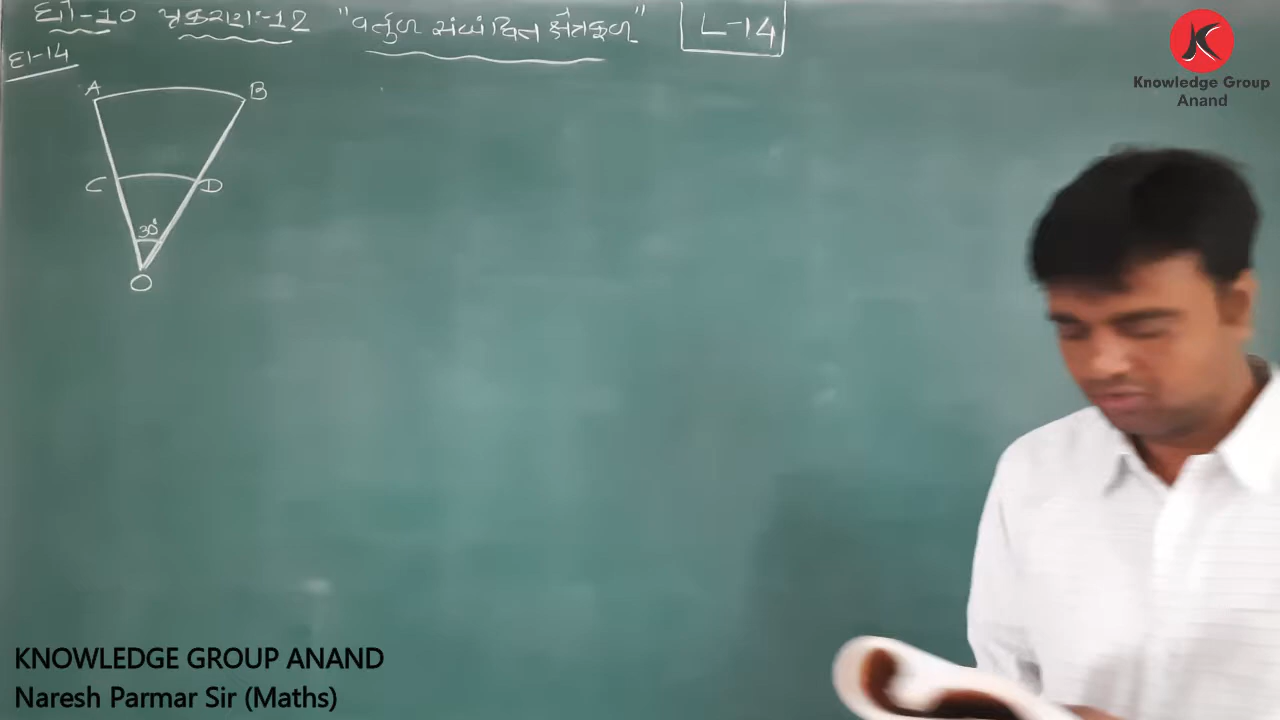 ધો-10 પ્રકરણ:-12 "વર્તુળ સંબંધિત ક્ષેત્રફળ" L-14
દા-14
A B
C D
30°
O
K
Knowledge Group
Anand
KNOWLEDGE GROUP ANAND
Naresh Parmar Sir (Maths)